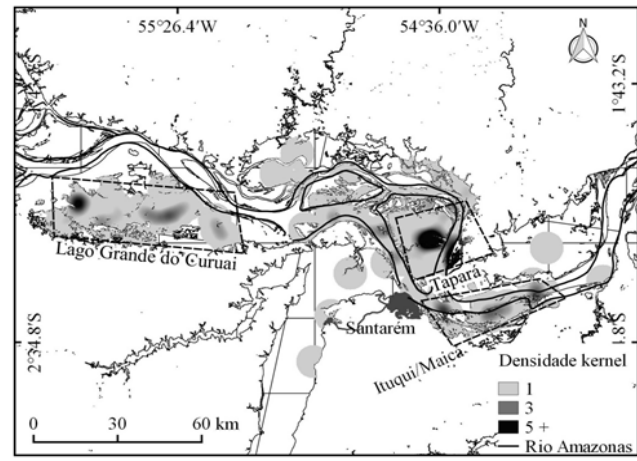 55°26.4'W
54°36.0'W
N
1°43.2'S
4'S
Lago Grande do Curuai
Tapará
Santarém
Ituqui/Maicá
2°34.8'S
.8'S
Densidade kernel
1
3
5 +
Rio Amazonas
0
30
60 km